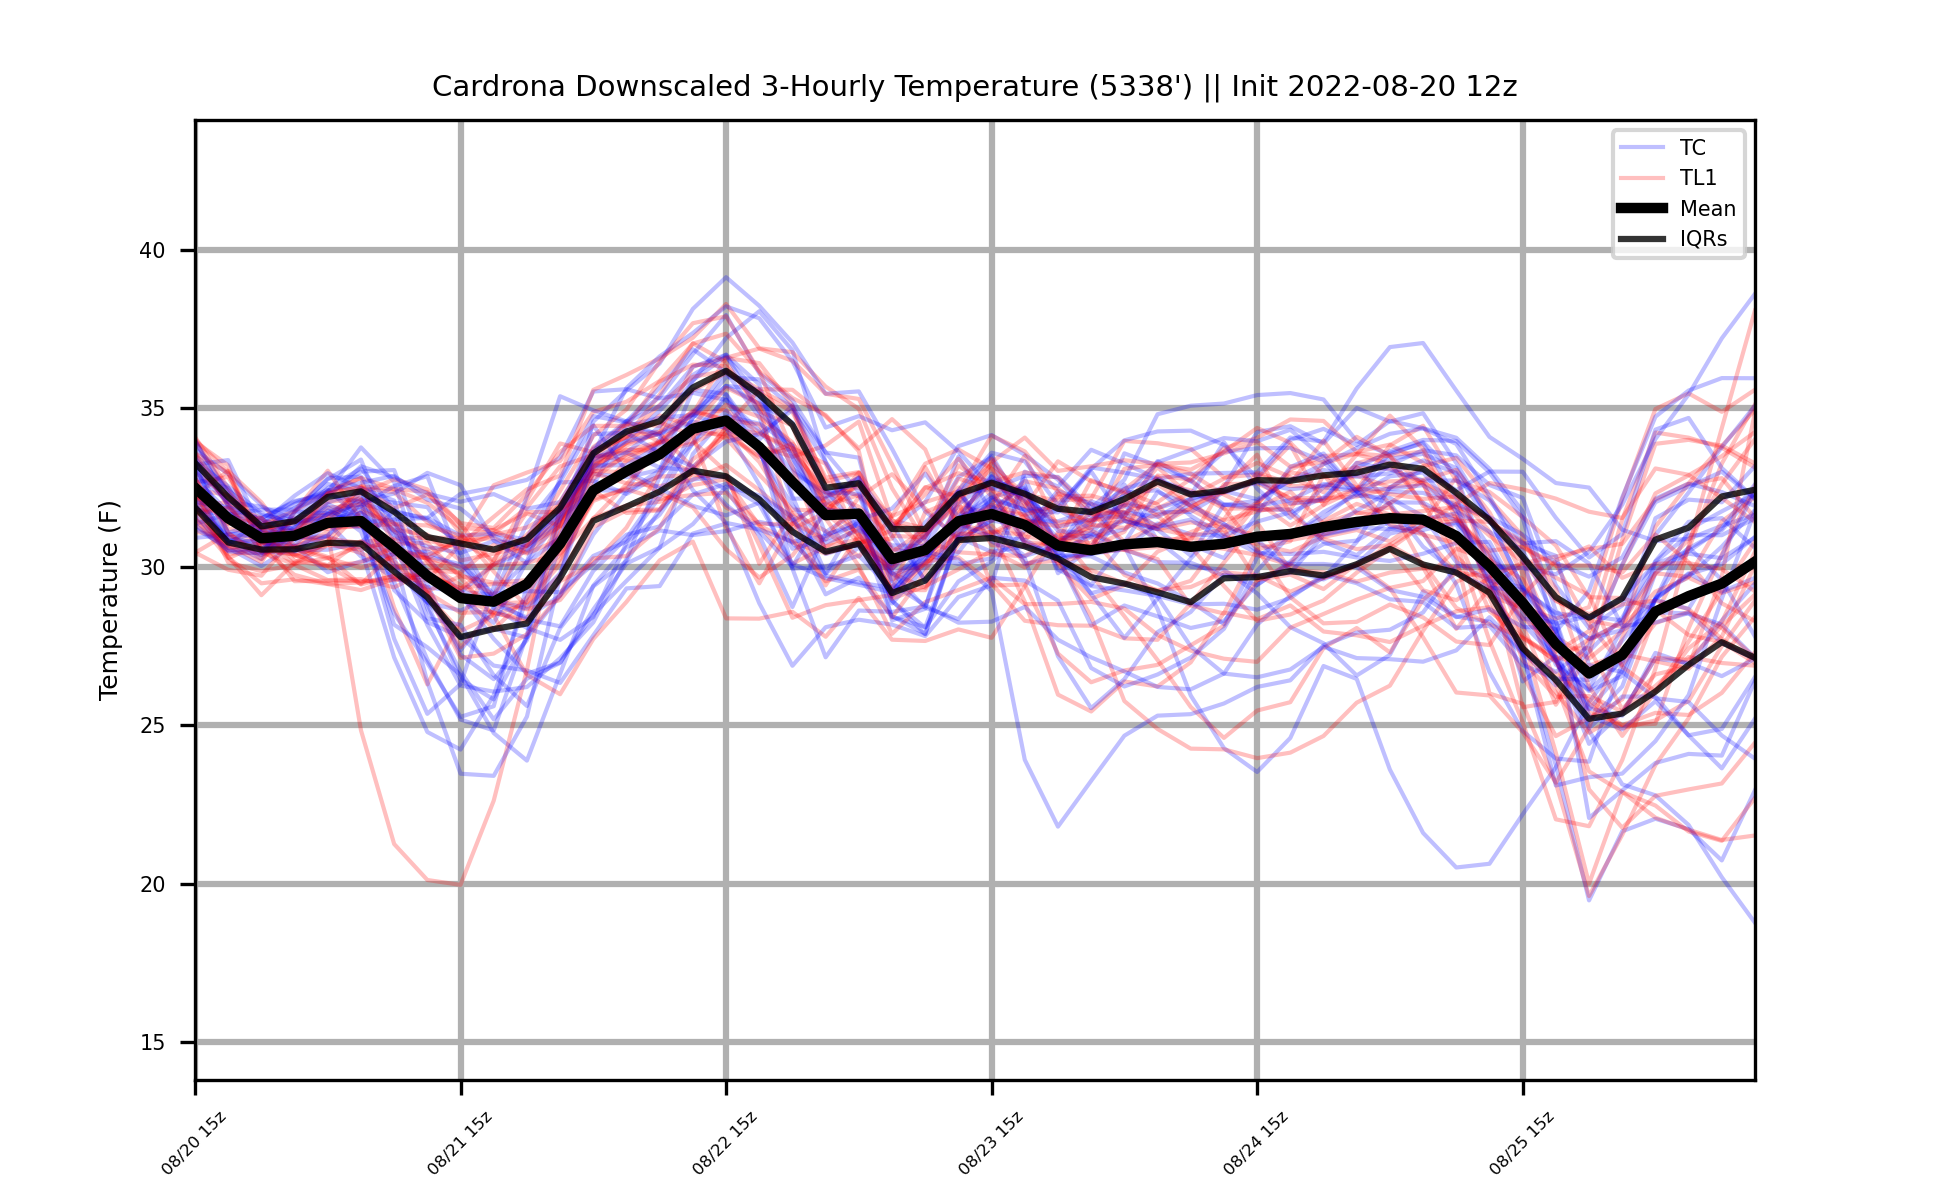 Cardrona Downscaled 3-Hourly Temperature (5338') || Init 2022-08-20 12z
TC
TL1
Mean
IQRs
Temperature (F)
40
35
30
25
20
15
08/20 15z
08/21 15z
08/22 15z
08/23 15z
08/24 15z
08/25 15z